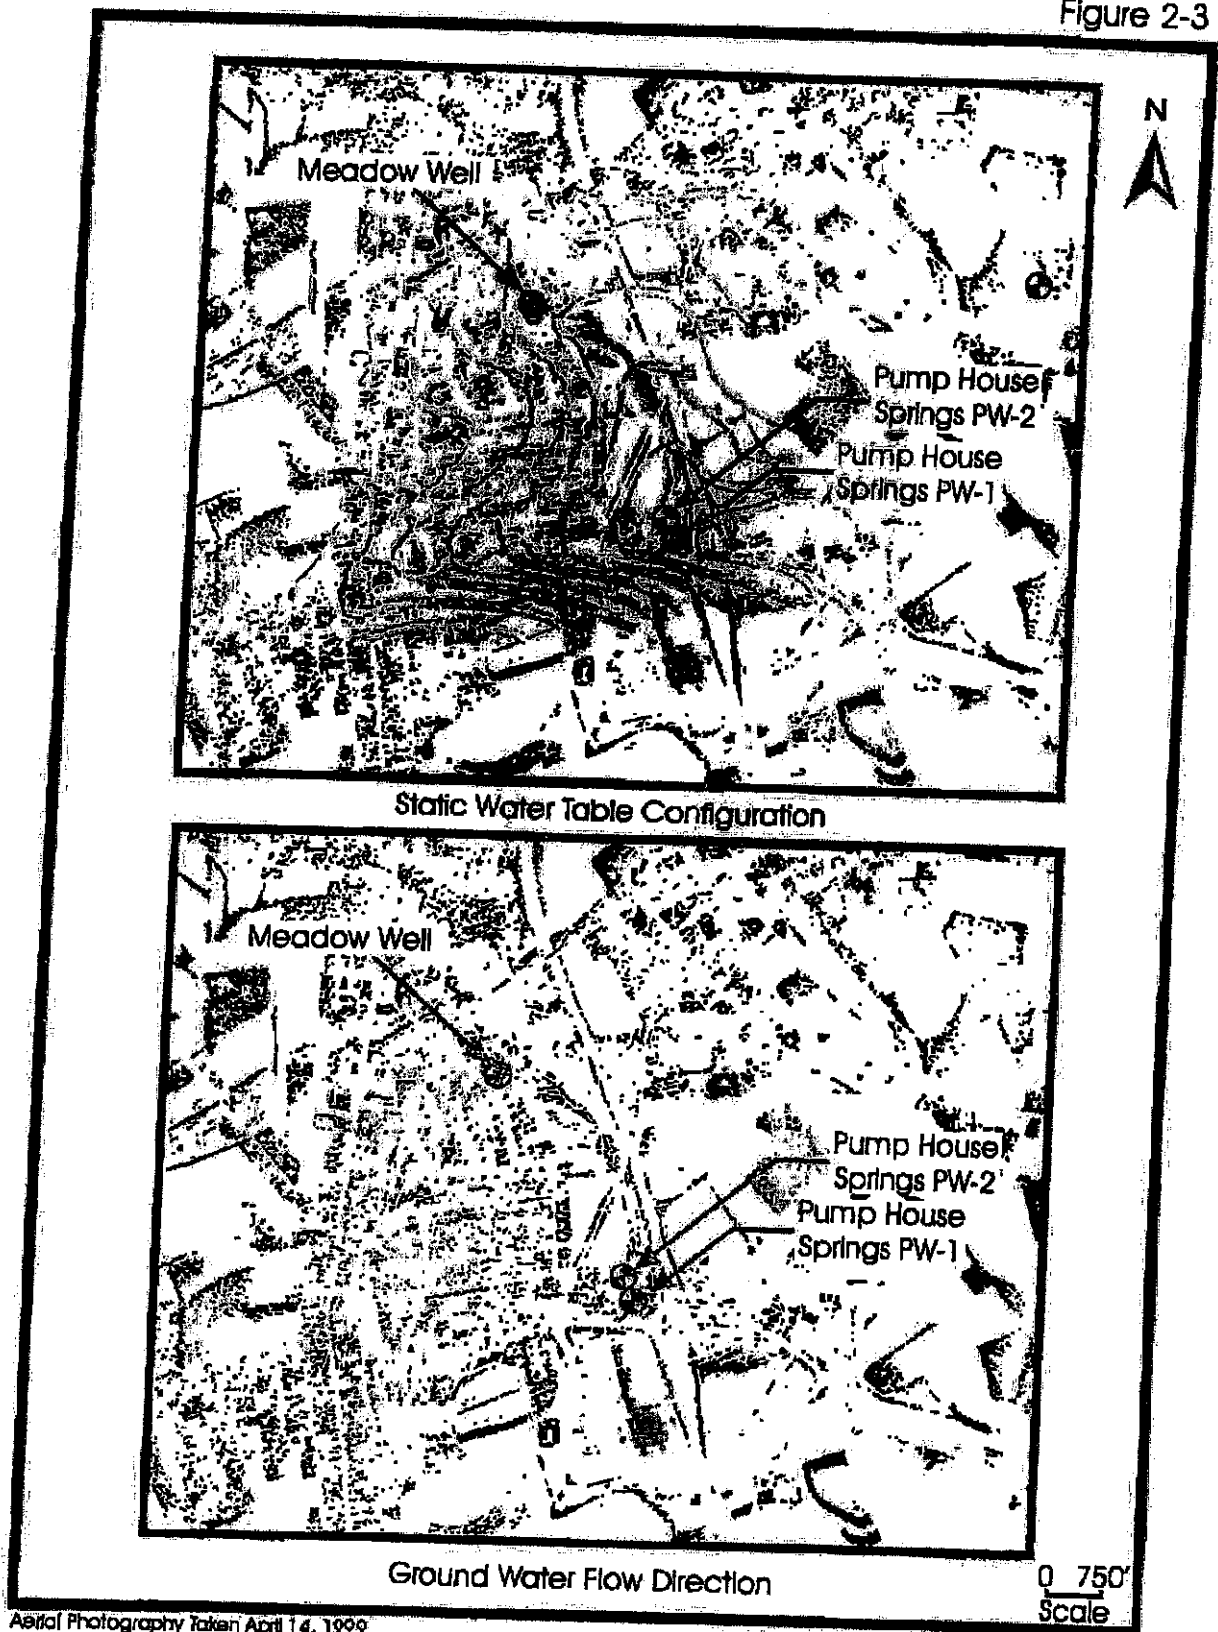 Figure 2-3
N
Meadow Well
Pump House
Springs PW-2
Pump House
Springs PW-1
Static Water Table Configuration
Meadow Well
Pump House
Springs PW-2
Pump House
Springs PW-1
Ground Water Flow Direction
0 750'
Scale
Aerial Photography Taken April 14, 1999